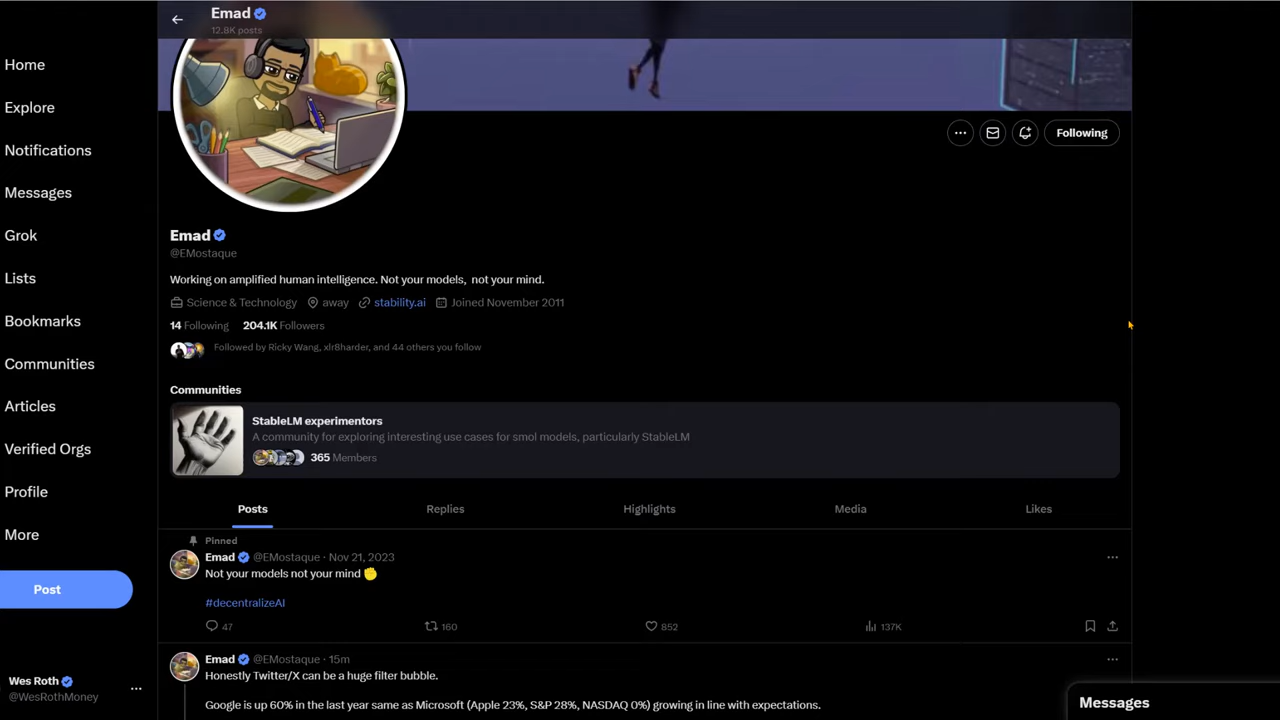 Emad
12.8K posts
Home
Explore
Notifications
Messages
Grok
Lists
Bookmarks
Communities
Articles
Verified Orgs
Profile
More
Post
Wes Roth
@WesRothMoney
Following
Emad
@EMostaque
Working on amplified human intelligence. Not your models, not your mind.
Science & Technology away stability.ai Joined November 2011
14 Following 204.1K Followers
Followed by Ricky Wang, xlr8harder, and 44 others you follow
Communities
StableLM experimentors
A community for exploring interesting use cases for smol models, particularly StableLM
365 Members
Posts Replies Highlights Media Likes
Pinned
Emad @EMostaque · Nov 21, 2023
Not your models not your mind ✊
#decentralizeAI
47 160 852 137K
Emad @EMostaque · 15m
Honestly Twitter/X can be a huge filter bubble.
Google is up 60% in the last year same as Microsoft (Apple 23%, S&P 28%, NASDAQ 0%) growing in line with expectations.
Messages